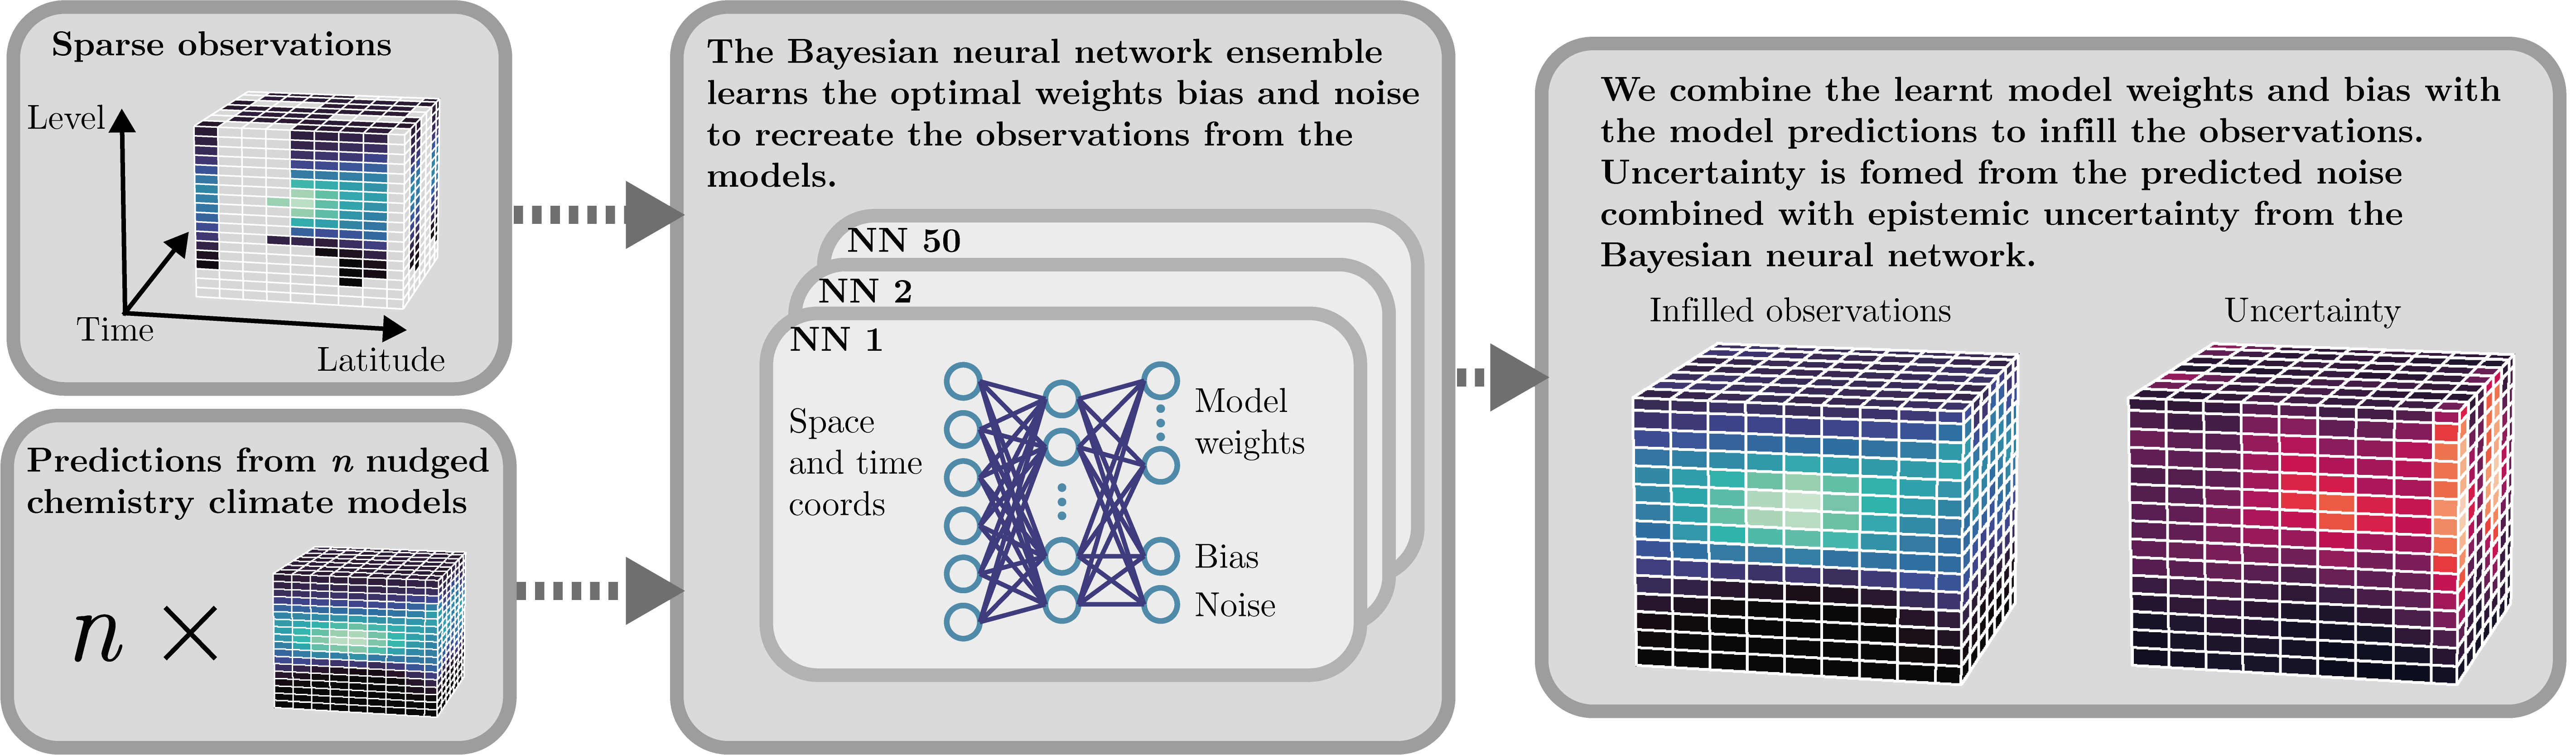 Sparse observations
Level
Time
Latitude
Predictions from n nudged
chemistry climate models
n ×
The Bayesian neural network ensemble
learns the optimal weights bias and noise
to recreate the observations from the
models.
NN 50
NN 2
NN 1
Space
and time
coords
Model
weights
Bias
Noise
We combine the learnt model weights and bias with
the model predictions to infill the observations.
Uncertainty is fomed from the predicted noise
combined with epistemic uncertainty from the
Bayesian neural network.
Infilled observations
Uncertainty